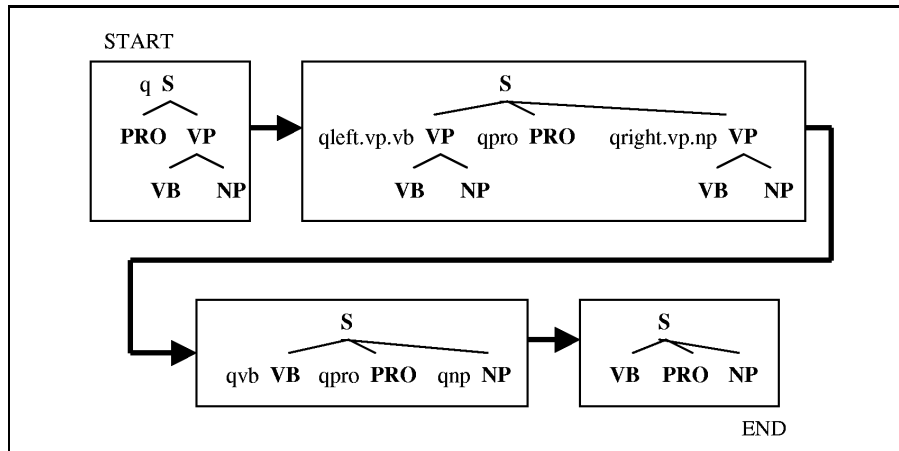 START
q S
PRO VP
VB NP
S
qleft.vp.vb VP qpro PRO qright.vp.np VP
VB NP VB NP
S
qvb VB qpro PRO qnp NP
S
VB PRO NP
END